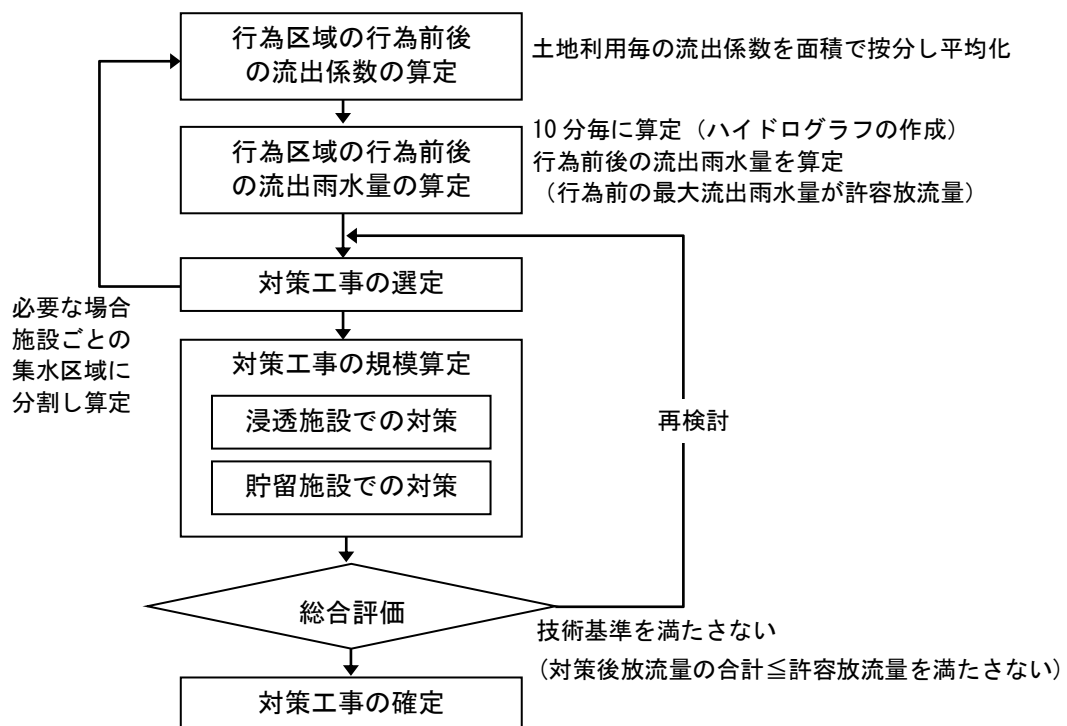 行為区域の行為前後
の流出係数の算定
土地利用毎の流出係数を面積で按分し平均化
行為区域の行為前後
の流出雨水量の算定
10 分毎に算定（ハイドログラフの作成）
行為前後の流出雨水量を算定
（行為前の最大流出雨水量が許容放流量）
対策工事の選定
必要な場合
施設ごとの
集水区域に
分割し算定
対策工事の規模算定
浸透施設での対策
貯留施設での対策
再検討
総合評価
技術基準を満たさない
(対策後放流量の合計≦許容放流量を満たさない)
対策工事の確定